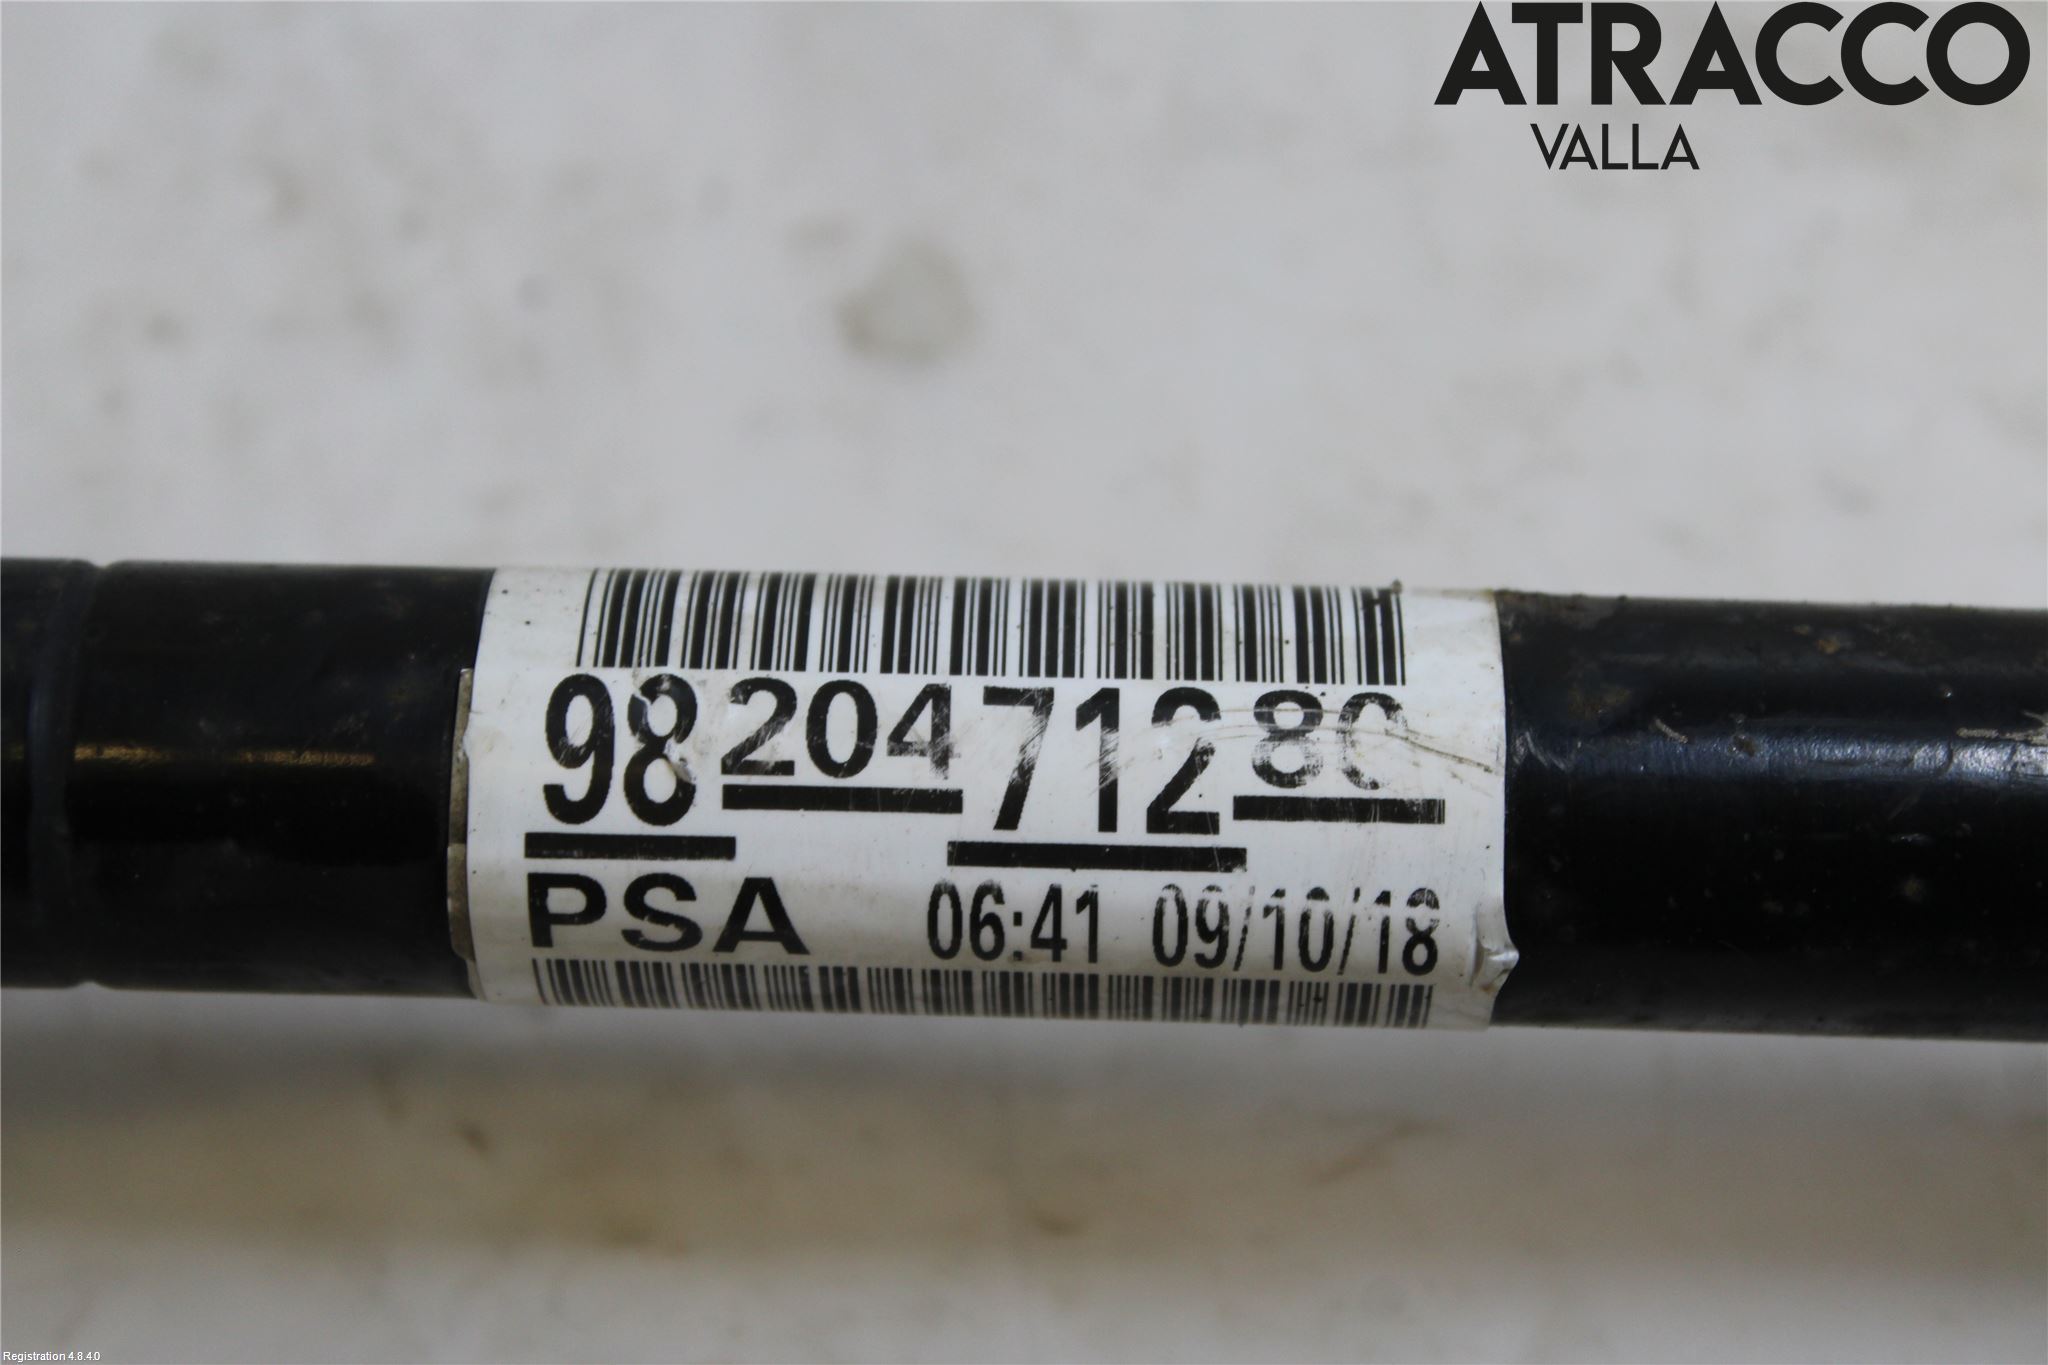 ATRACCO
VALLA
9820471280
PSA 06:41 09/10/18
Registration 4.8.4.0